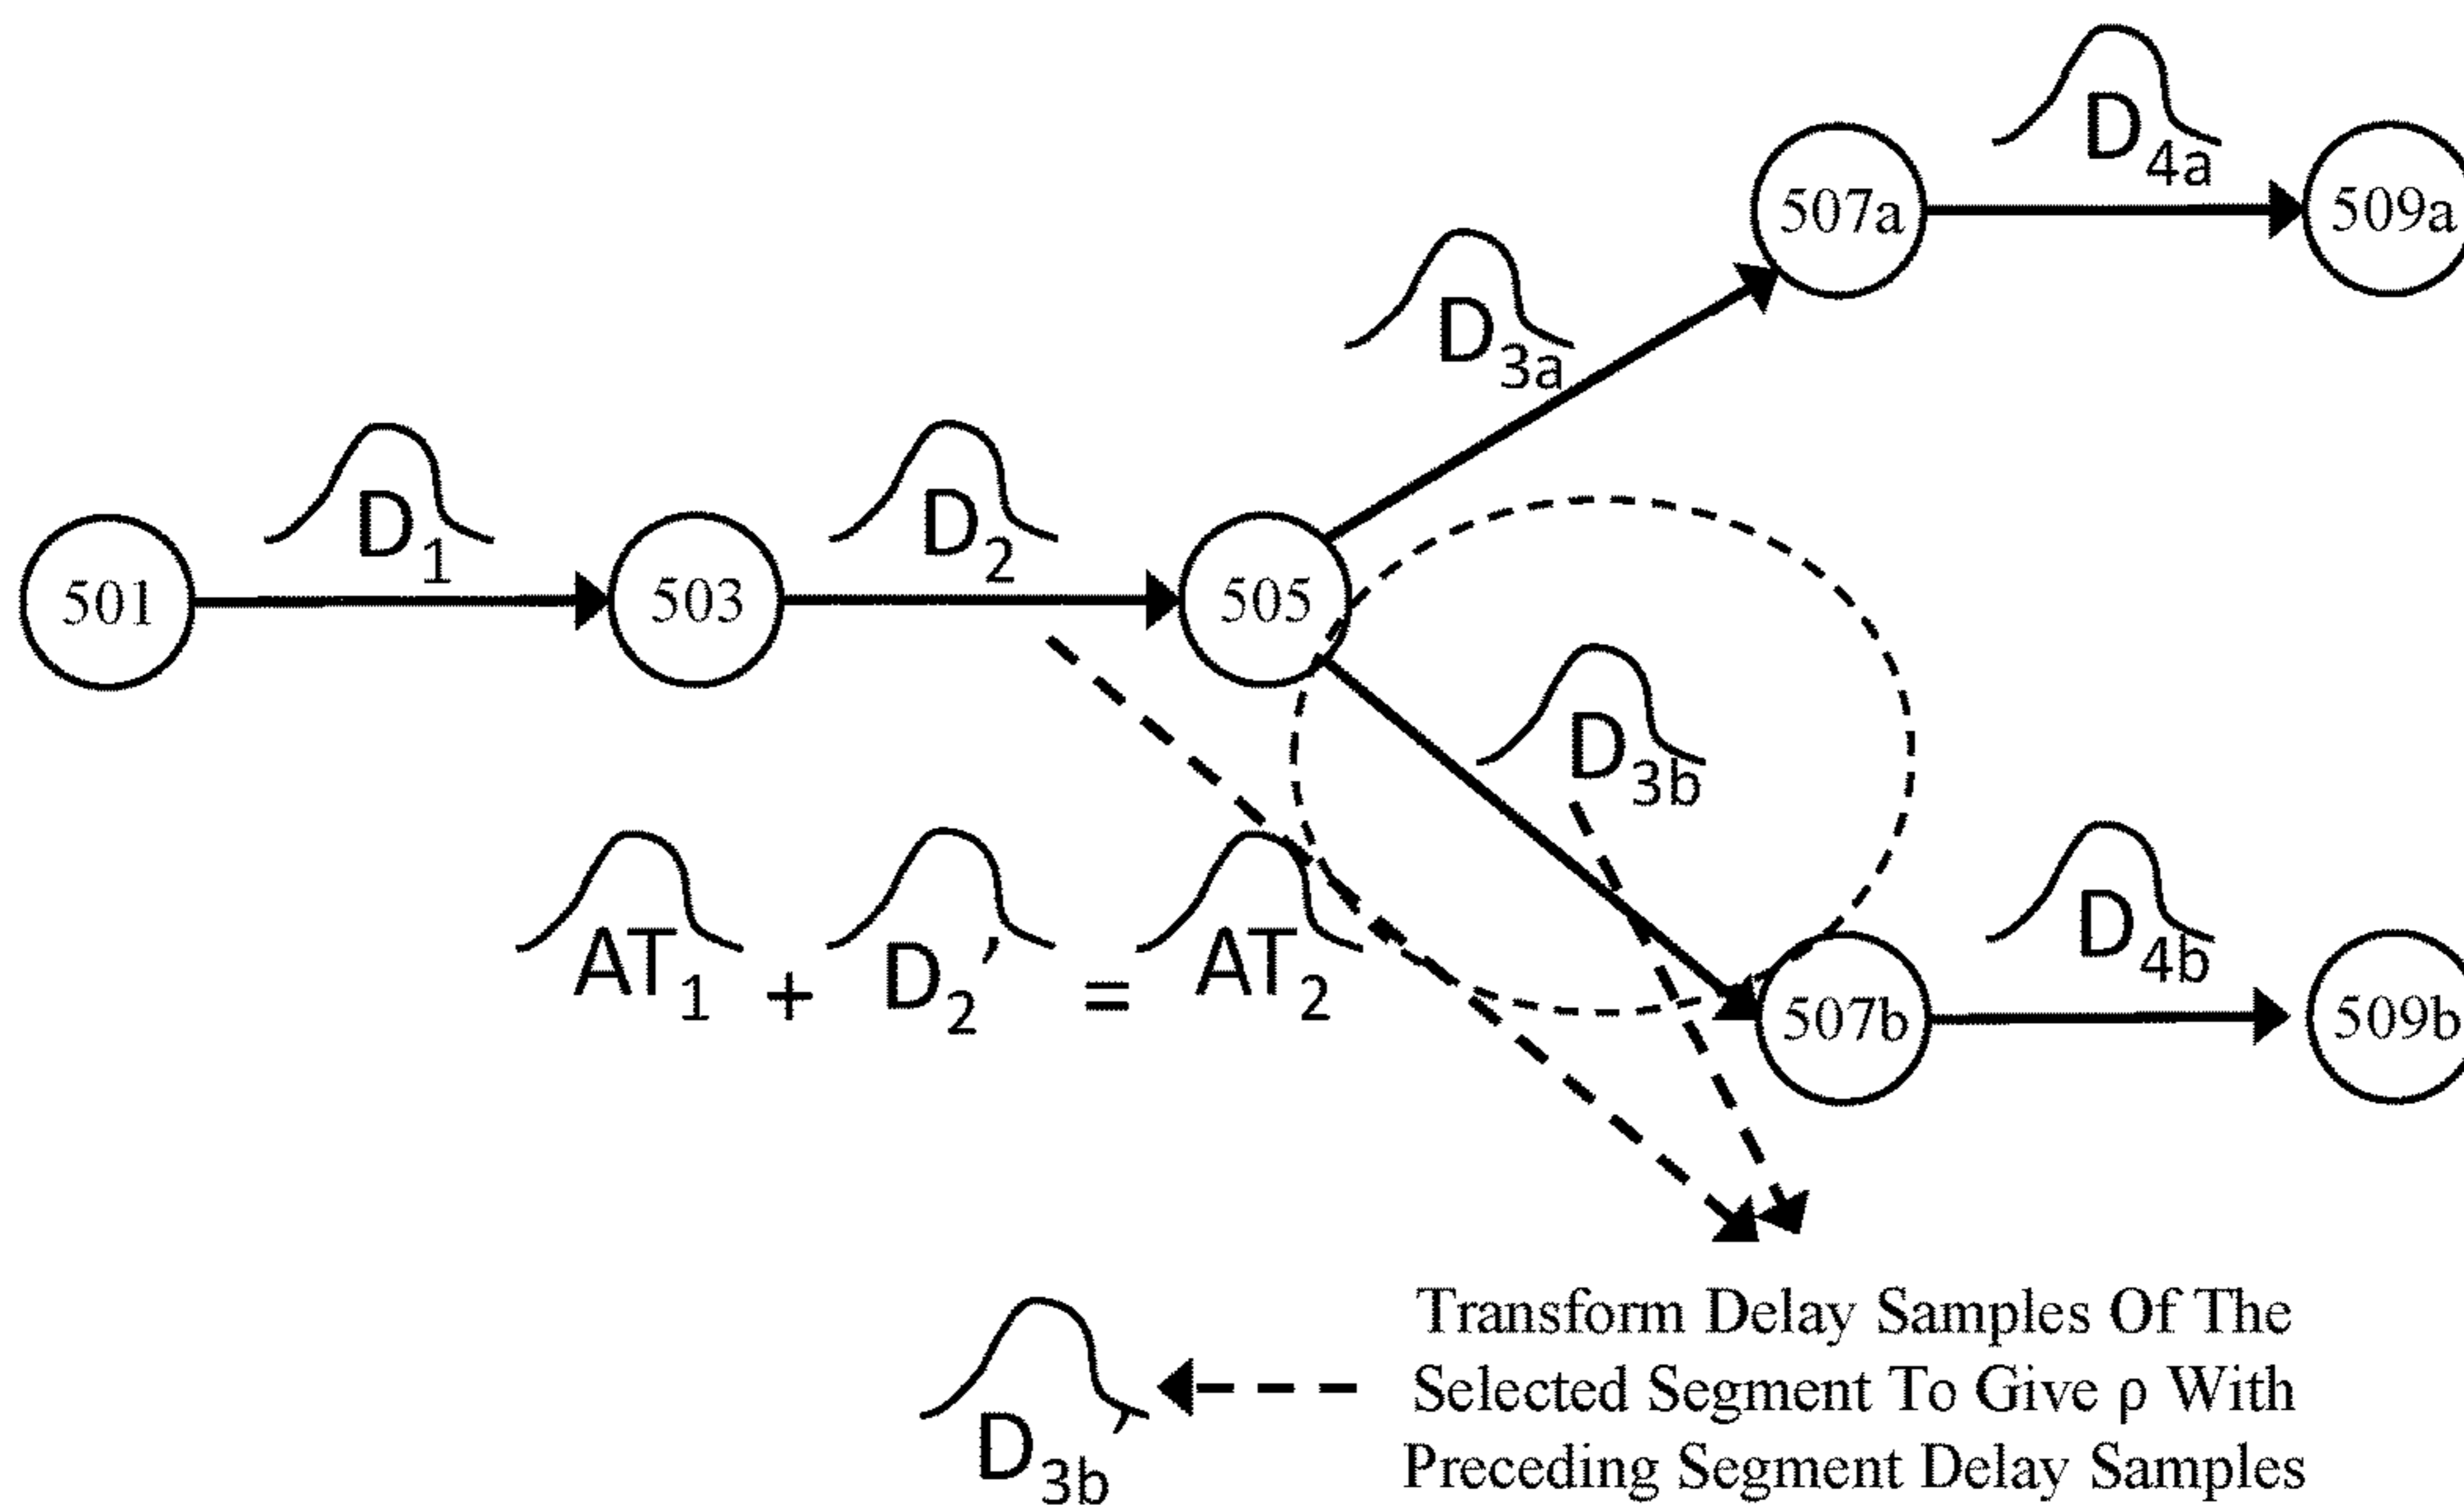 D4a
507a
509a
D3a
D1
D2
501
503
505
D3b
AT1 + D2' = AT2
D4b
507b
509b
Transform Delay Samples Of The
Selected Segment To Give ρ With
Preceding Segment Delay Samples
D3b'